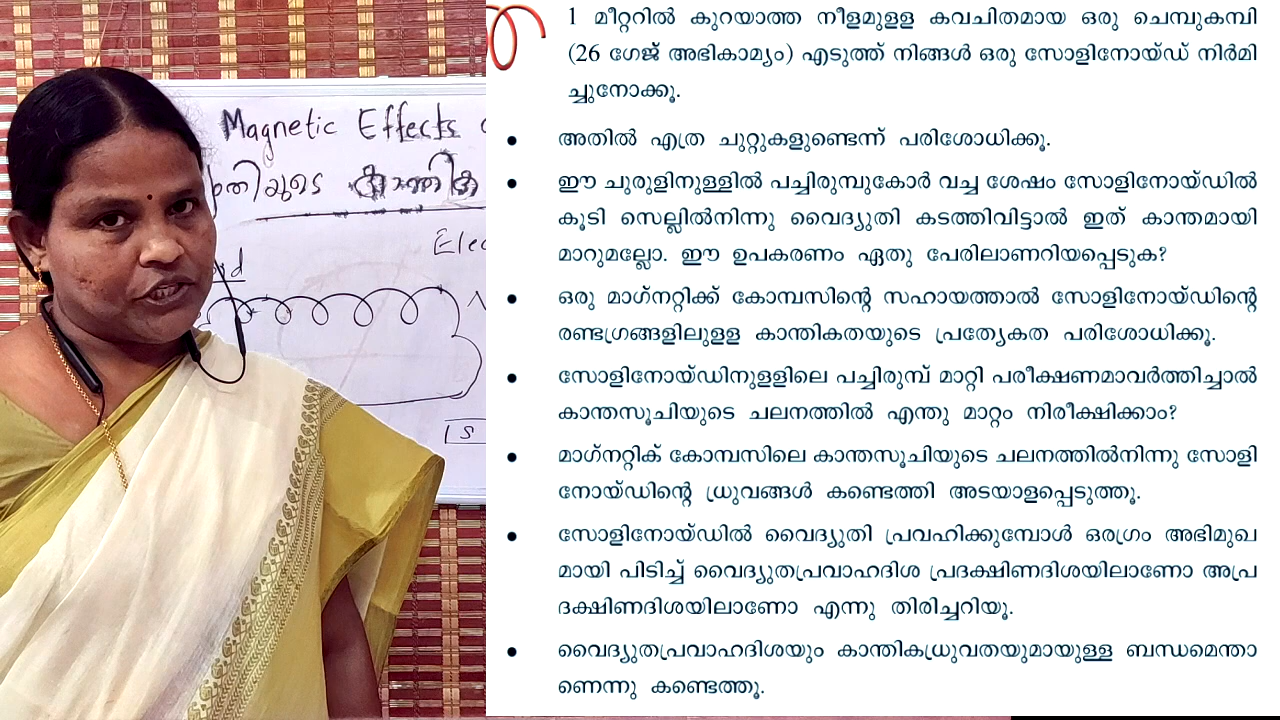 Magnetic Effects
Elec
1 മീറ്ററിൽ കുറയാത്ത നീളമുളള കവചിതമായ ഒരു ചെമ്പുകമ്പി
(26 ഗേജ് അഭികാമ്യം) എടുത്ത് നിങ്ങൾ ഒരു സോളിനോയ്ഡ് നിർമി
ച്ചുനോക്കൂ.
• അതിൽ എത്ര ചുറ്റുകളുണ്ടെന്ന് പരിശോധിക്കൂ.
• ഈ ചുരുളിനുള്ളിൽ പച്ചിരുമ്പുകോർ വച്ച ശേഷം സോളിനോയ്ഡിൽ
കൂടി സെല്ലിൽനിന്നു വൈദ്യുതി കടത്തിവിട്ടാൽ ഇത് കാന്തമായി
മാറുമല്ലോ. ഈ ഉപകരണം ഏതു പേരിലാണറിയപ്പെടുക?
• ഒരു മാഗ്‌നറ്റിക്ക് കോമ്പസിന്റെ സഹായത്താൽ സോളിനോയ്ഡിന്റെ
രണ്ടഗ്രങ്ങളിലുളള കാന്തികതയുടെ പ്രത്യേകത പരിശോധിക്കൂ.
• സോളിനോയ്ഡിനുളളിലെ പച്ചിരുമ്പ് മാറ്റി പരീക്ഷണമാവർത്തിച്ചാൽ
കാന്തസൂചിയുടെ ചലനത്തിൽ എന്തു മാറ്റം നിരീക്ഷിക്കാം?
• മാഗ്‌നറ്റിക് കോമ്പസിലെ കാന്തസൂചിയുടെ ചലനത്തിൽനിന്നു സോളി
നോയ്ഡിന്റെ ധ്രുവങ്ങൾ കണ്ടെത്തി അടയാളപ്പെടുത്തൂ.
• സോളിനോയ്ഡിൽ വൈദ്യുതി പ്രവഹിക്കുമ്പോൾ ഒരഗ്രം അഭിമുഖ
മായി പിടിച്ച് വൈദ്യുതപ്രവാഹദിശ പ്രദക്ഷിണദിശയിലാണോ അപ്ര
ദക്ഷിണദിശയിലാണോ എന്നു തിരിച്ചറിയൂ.
• വൈദ്യുതപ്രവാഹദിശയും കാന്തികധ്രുവതയുമായുള്ള ബന്ധമെന്താ
ണെന്നു കണ്ടെത്തൂ.